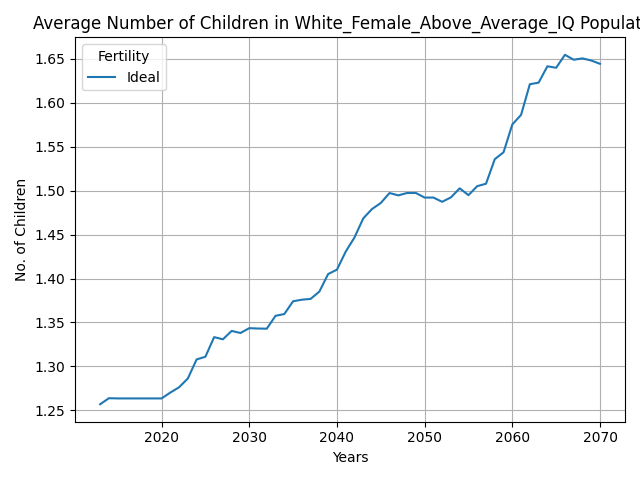 Average Number of Children in White_Female_Above_Average_IQ Populat
Fertility
Ideal
1.65
1.60
1.55
1.50
1.45
1.40
1.35
1.30
1.25
No. of Children
2020 2030 2040 2050 2060 2070
Years